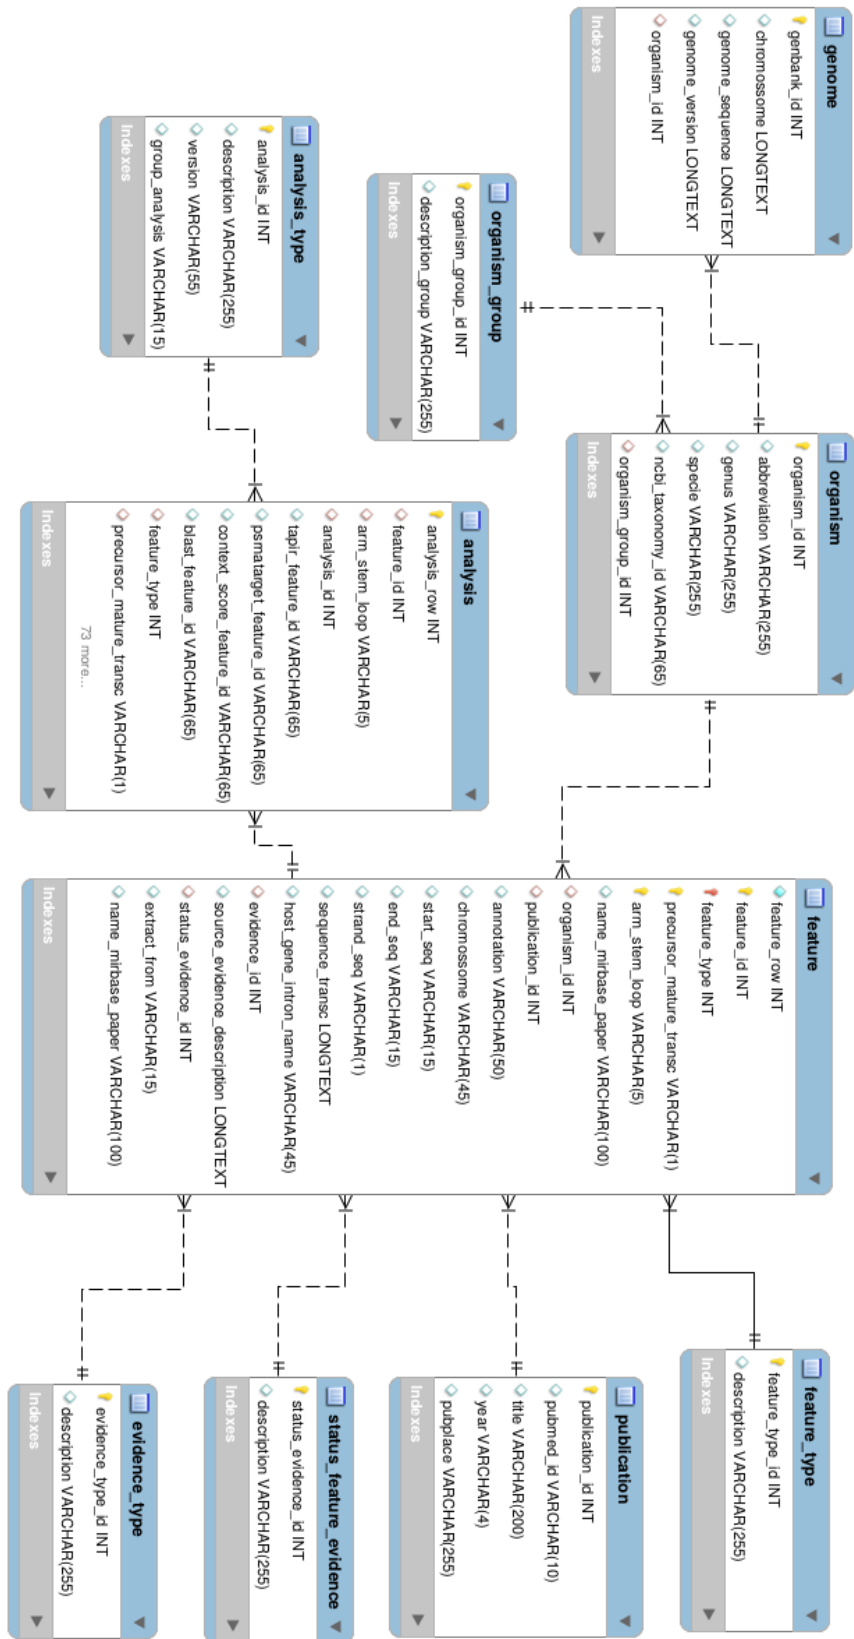 genome
genbank_id INT
chromossome LONGTEXT
genome_sequence LONGTEXT
genome_version LONGTEXT
organism_id INT
Indexes
organism_group
organism_group_id INT
description_group VARCHAR(255)
Indexes
analysis_type
analysis_id INT
description VARCHAR(255)
version VARCHAR(55)
group_analysis VARCHAR(15)
Indexes
organism
organism_id INT
abbreviation VARCHAR(255)
genus VARCHAR(255)
specie VARCHAR(255)
ncbi_taxonomy_id VARCHAR(65)
organism_group_id INT
Indexes
analysis
analysis_row INT
feature_id INT
arm_stem_loop VARCHAR(5)
analysis_id INT
tapir_feature_id VARCHAR(65)
psmatarget_feature_id VARCHAR(65)
context_score_feature_id VARCHAR(65)
blast_feature_id VARCHAR(65)
feature_type INT
precursor_mature_transc VARCHAR(1)
73 more...
Indexes
feature
feature_row INT
feature_id INT
feature_type INT
precursor_mature_transc VARCHAR(1)
arm_stem_loop VARCHAR(5)
name_mirbase_paper VARCHAR(100)
organism_id INT
publication_id INT
annotation VARCHAR(50)
chromossome VARCHAR(45)
start_seq VARCHAR(15)
end_seq VARCHAR(15)
strand_seq VARCHAR(1)
sequence_transc LONGTEXT
host_gene_intron_name VARCHAR(45)
evidence_id INT
source_evidence_description LONGTEXT
status_evidence_id INT
extract_from VARCHAR(15)
name_mirbase_paper VARCHAR(100)
Indexes
feature_type
feature_type_id INT
description VARCHAR(255)
Indexes
publication
publication_id INT
pubmed_id VARCHAR(10)
title VARCHAR(200)
year VARCHAR(4)
pubplace VARCHAR(255)
Indexes
status_feature_evidence
status_evidence_id INT
description VARCHAR(255)
Indexes
evidence_type
evidence_type_id INT
description VARCHAR(255)
Indexes